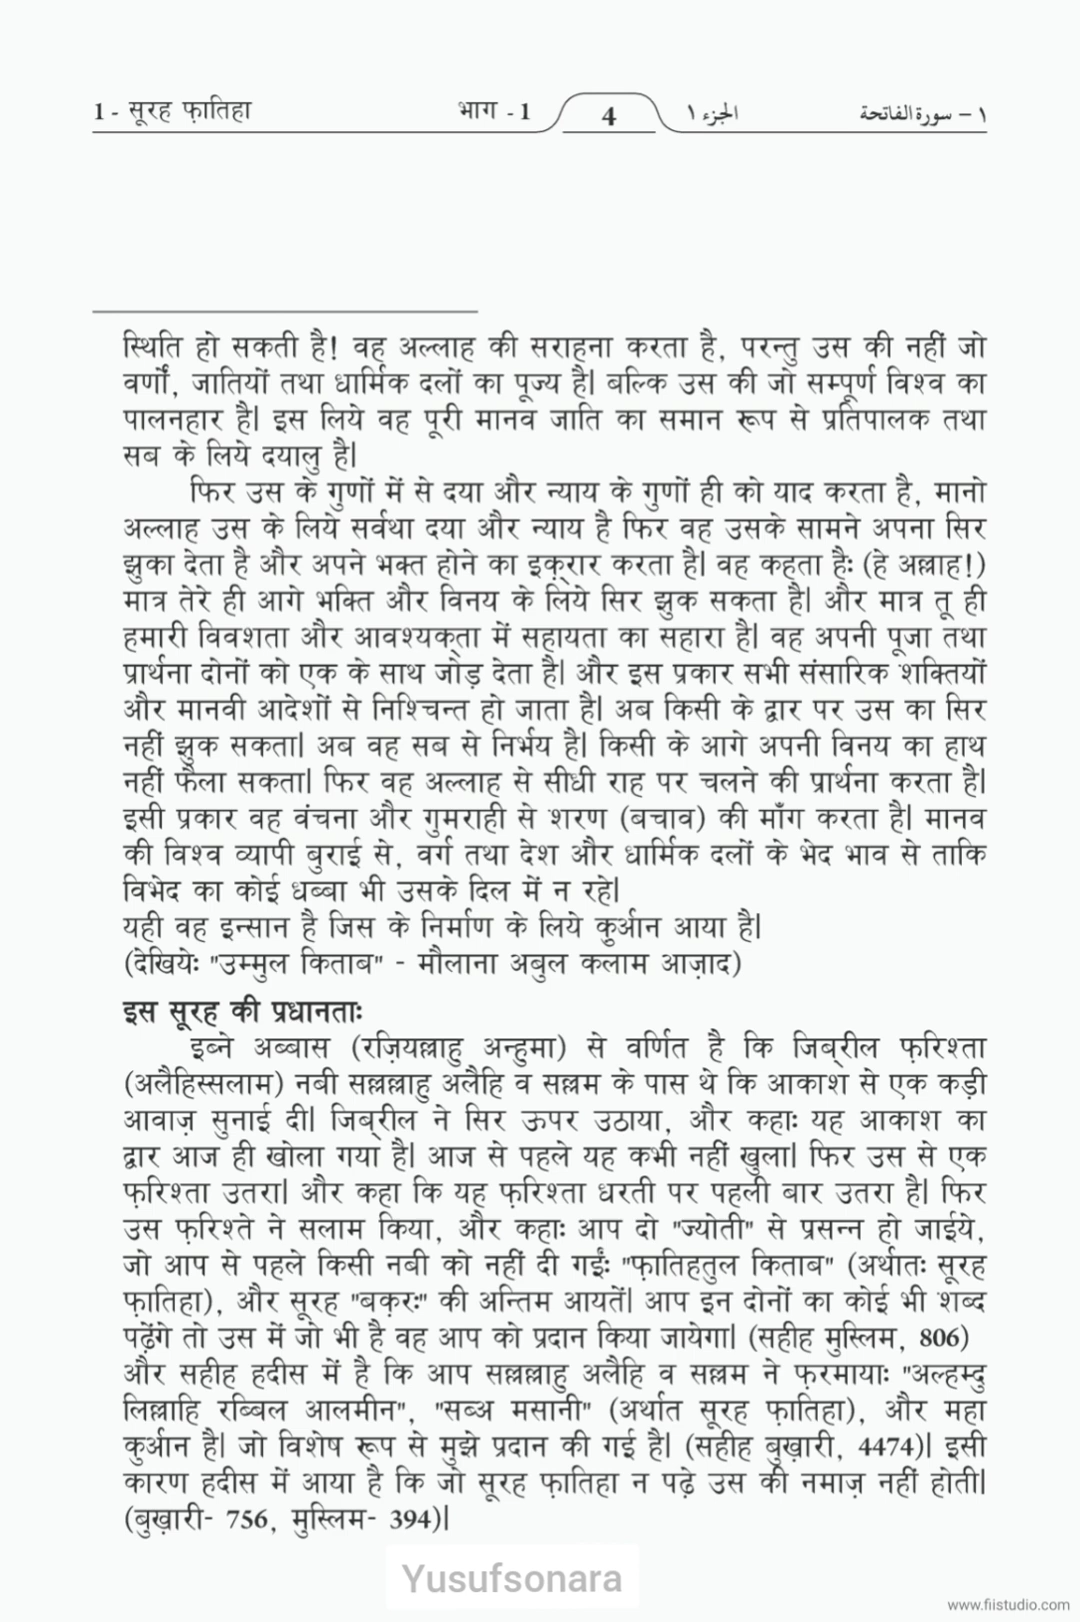 1 - सूरह फ़ातिहा भाग - 1 4 الجزء ١ ١ – سورة الفاتحة
स्थिति हो सकती है! वह अल्लाह की सराहना करता है, परन्तु उस की नहीं जो
वर्णों, जातियों तथा धार्मिक दलों का पूज्य है| बल्कि उस की जो सम्पूर्ण विश्व का
पालनहार है| इस लिये वह पूरी मानव जाति का समान रूप से प्रतिपालक तथा
सब के लिये दयालु है|
फिर उस के गुणों में से दया और न्याय के गुणों ही को याद करता है, मानो
अल्लाह उस के लिये सर्वथा दया और न्याय है फिर वह उसके सामने अपना सिर
झुका देता है और अपने भक्त होने का इक़रार करता है| वह कहता हैः (हे अल्लाह!)
मात्र तेरे ही आगे भक्ति और विनय के लिये सिर झुक सकता है| और मात्र तू ही
हमारी विवशता और आवश्यक्ता में सहायता का सहारा है| वह अपनी पूजा तथा
प्रार्थना दोनों को एक के साथ जोड़ देता है| और इस प्रकार सभी संसारिक शक्तियों
और मानवी आदेशों से निश्चिन्त हो जाता है| अब किसी के द्वार पर उस का सिर
नहीं झुक सकता| अब वह सब से निर्भय है| किसी के आगे अपनी विनय का हाथ
नहीं फैला सकता| फिर वह अल्लाह से सीधी राह पर चलने की प्रार्थना करता है|
इसी प्रकार वह वंचना और गुमराही से शरण (बचाव) की माँग करता है| मानव
की विश्व व्यापी बुराई से, वर्ग तथा देश और धार्मिक दलों के भेद भाव से ताकि
विभेद का कोई धब्बा भी उसके दिल में न रहे|
यही वह इन्सान है जिस के निर्माण के लिये क़ुर्आन आया है|
(देखियेः "उम्मुल किताब" - मौलाना अबुल कलाम आज़ाद)
इस सूरह की प्रधानताः
इब्ने अब्बास (रज़ियल्लाहु अन्हुमा) से वर्णित है कि जिब्रील फ़रिश्ता
(अलैहिस्सलाम) नबी सल्लल्लाहु अलैहि व सल्लम के पास थे कि आकाश से एक कड़ी
आवाज़ सुनाई दी| जिब्रील ने सिर ऊपर उठाया, और कहाः यह आकाश का
द्वार आज ही खोला गया है| आज से पहले यह कभी नहीं खुला| फिर उस से एक
फ़रिश्ता उतरा| और कहा कि यह फ़रिश्ता धरती पर पहली बार उतरा है| फिर
उस फ़रिश्ते ने सलाम किया, और कहाः आप दो "ज्योती" से प्रसन्न हो जाईये,
जो आप से पहले किसी नबी को नहीं दी गईंः "फ़ातिहतुल किताब" (अर्थातः सूरह
फ़ातिहा), और सूरह "बक़रः" की अन्तिम आयतें| आप इन दोनों का कोई भी शब्द
पढ़ेंगे तो उस में जो भी है वह आप को प्रदान किया जायेगा| (सहीह मुस्लिम, 806)
और सहीह हदीस में है कि आप सल्लल्लाहु अलैहि व सल्लम ने फ़रमायाः "अल्हम्दु
लिल्लाहि रब्बिल आलमीन", "सब्अ मसानी" (अर्थात सूरह फ़ातिहा), और महा
क़ुर्आन है| जो विशेष रूप से मुझे प्रदान की गई है| (सहीह बुख़ारी, 4474)| इसी
कारण हदीस में आया है कि जो सूरह फ़ातिहा न पढ़े उस की नमाज़ नहीं होती|
(बुख़ारी- 756, मुस्लिम- 394)|
Yusufsonara
www.fiistudio.com